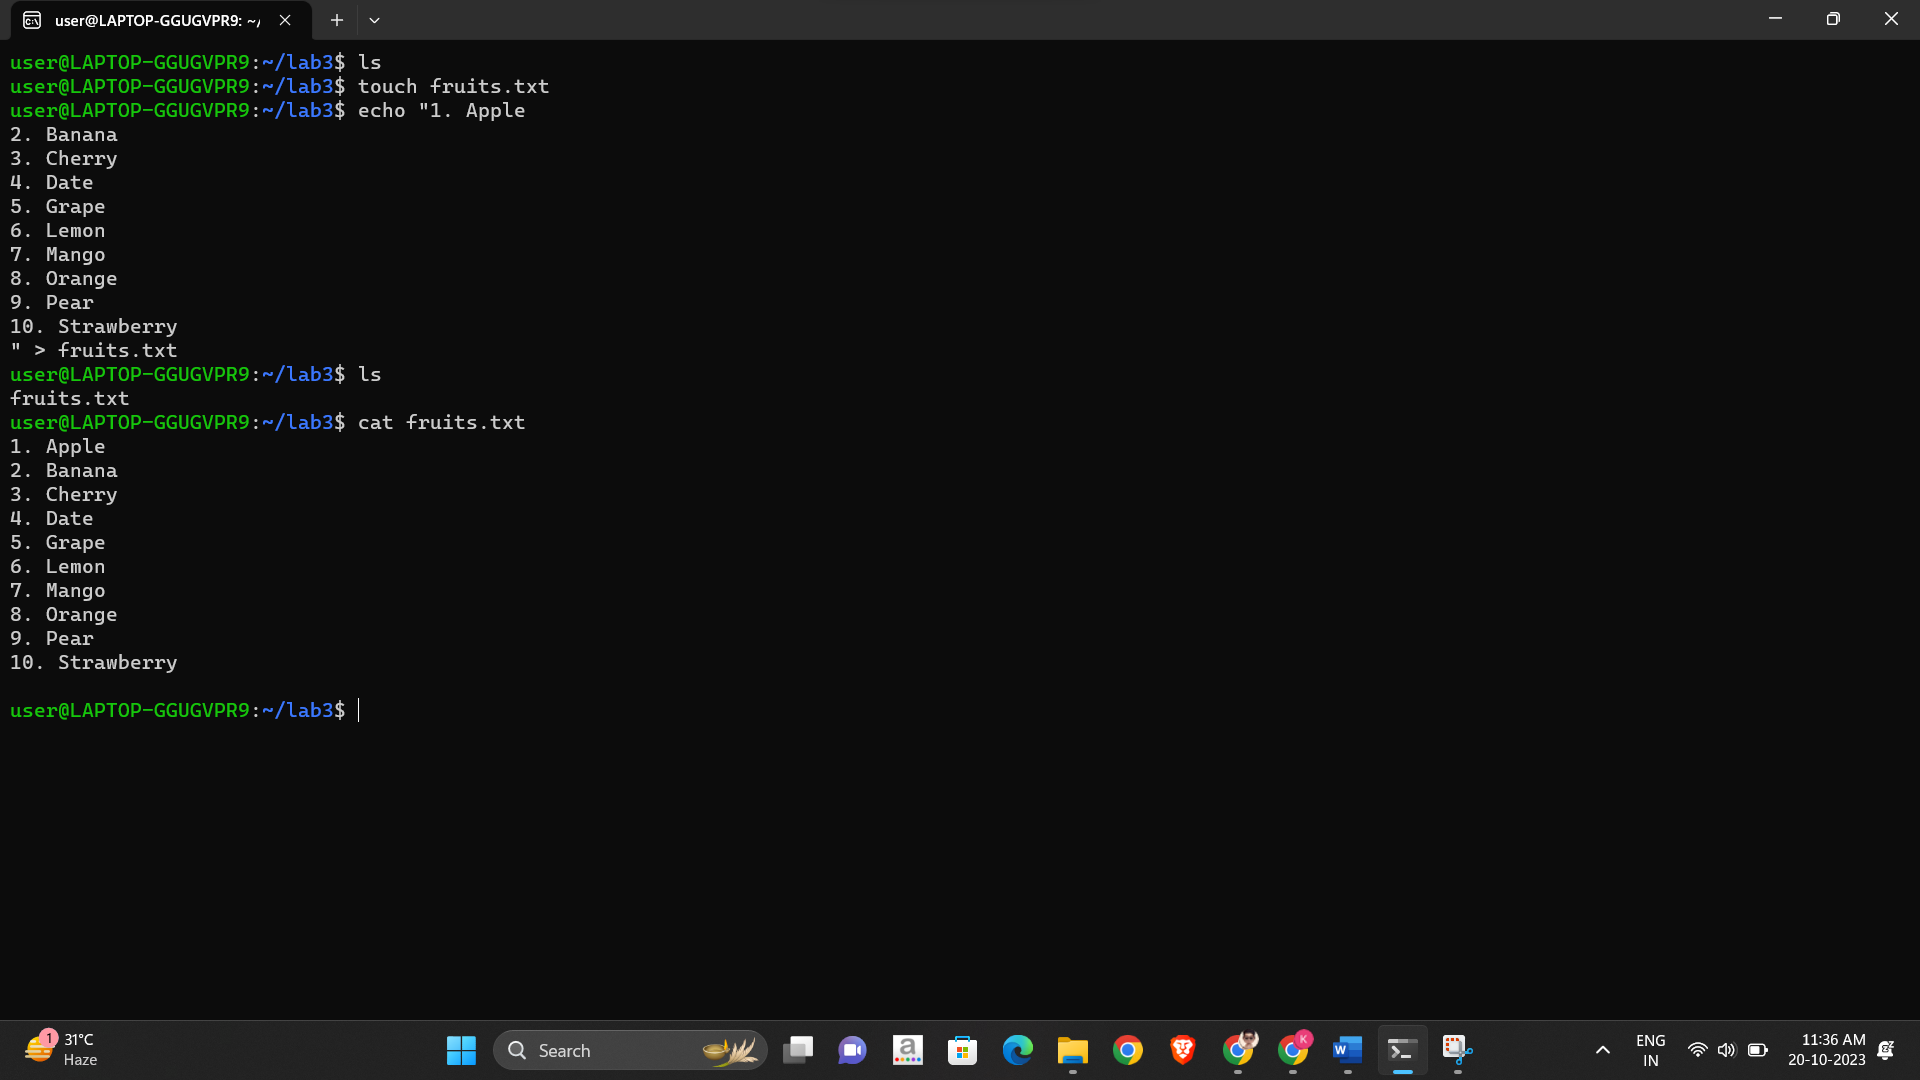 user@LAPTOP-GGUGVPR9: ~/
user@LAPTOP-GGUGVPR9:~/lab3$ ls
user@LAPTOP-GGUGVPR9:~/lab3$ touch fruits.txt
user@LAPTOP-GGUGVPR9:~/lab3$ echo "1. Apple
2. Banana
3. Cherry
4. Date
5. Grape
6. Lemon
7. Mango
8. Orange
9. Pear
10. Strawberry
" > fruits.txt
user@LAPTOP-GGUGVPR9:~/lab3$ ls
fruits.txt
user@LAPTOP-GGUGVPR9:~/lab3$ cat fruits.txt
1. Apple
2. Banana
3. Cherry
4. Date
5. Grape
6. Lemon
7. Mango
8. Orange
9. Pear
10. Strawberry
user@LAPTOP-GGUGVPR9:~/lab3$
1
31°C
Haze
Search
a
K
W
ENG
IN
11:36 AM
20-10-2023